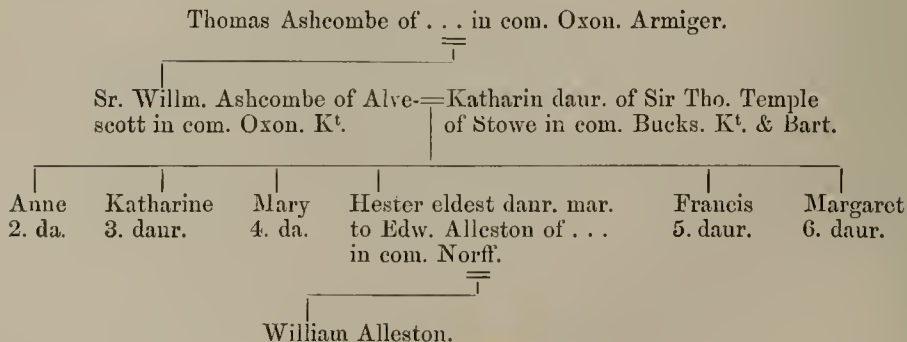 Thomas Ashcombe of . . . in com. Oxon. Armiger.
Sr. Willm. Ashcombe of Alve-=Katharin daur. of Sir Tho. Temple
scott in com. Oxon. Kt. of Stowe in com. Bucks. Kt. & Bart.
Anne Katharine Mary Hester eldest daur. mar. Francis Margaret
2. da. 3. daur. 4. da. to Edw. Alleston of . . . 5. daur. 6. daur.
in com. Norff.
William Alleston.